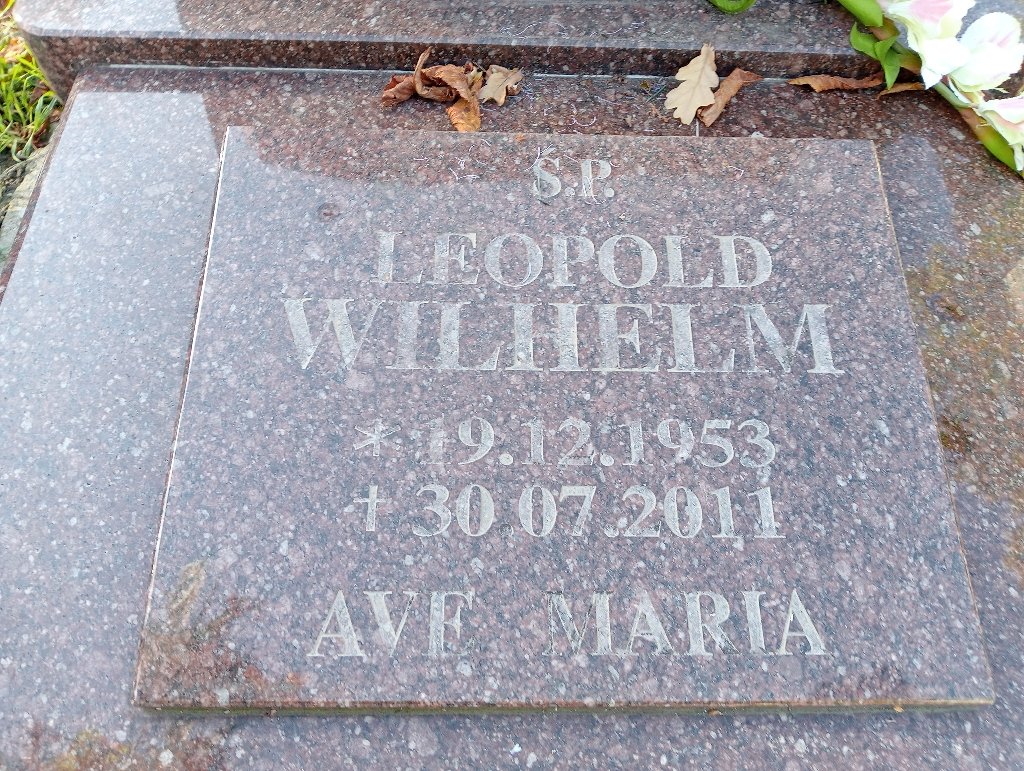 Ś.P.
LEOPOLD
WILHELM
* 19.12.1953
† 30.07.2011
AVE MARIA